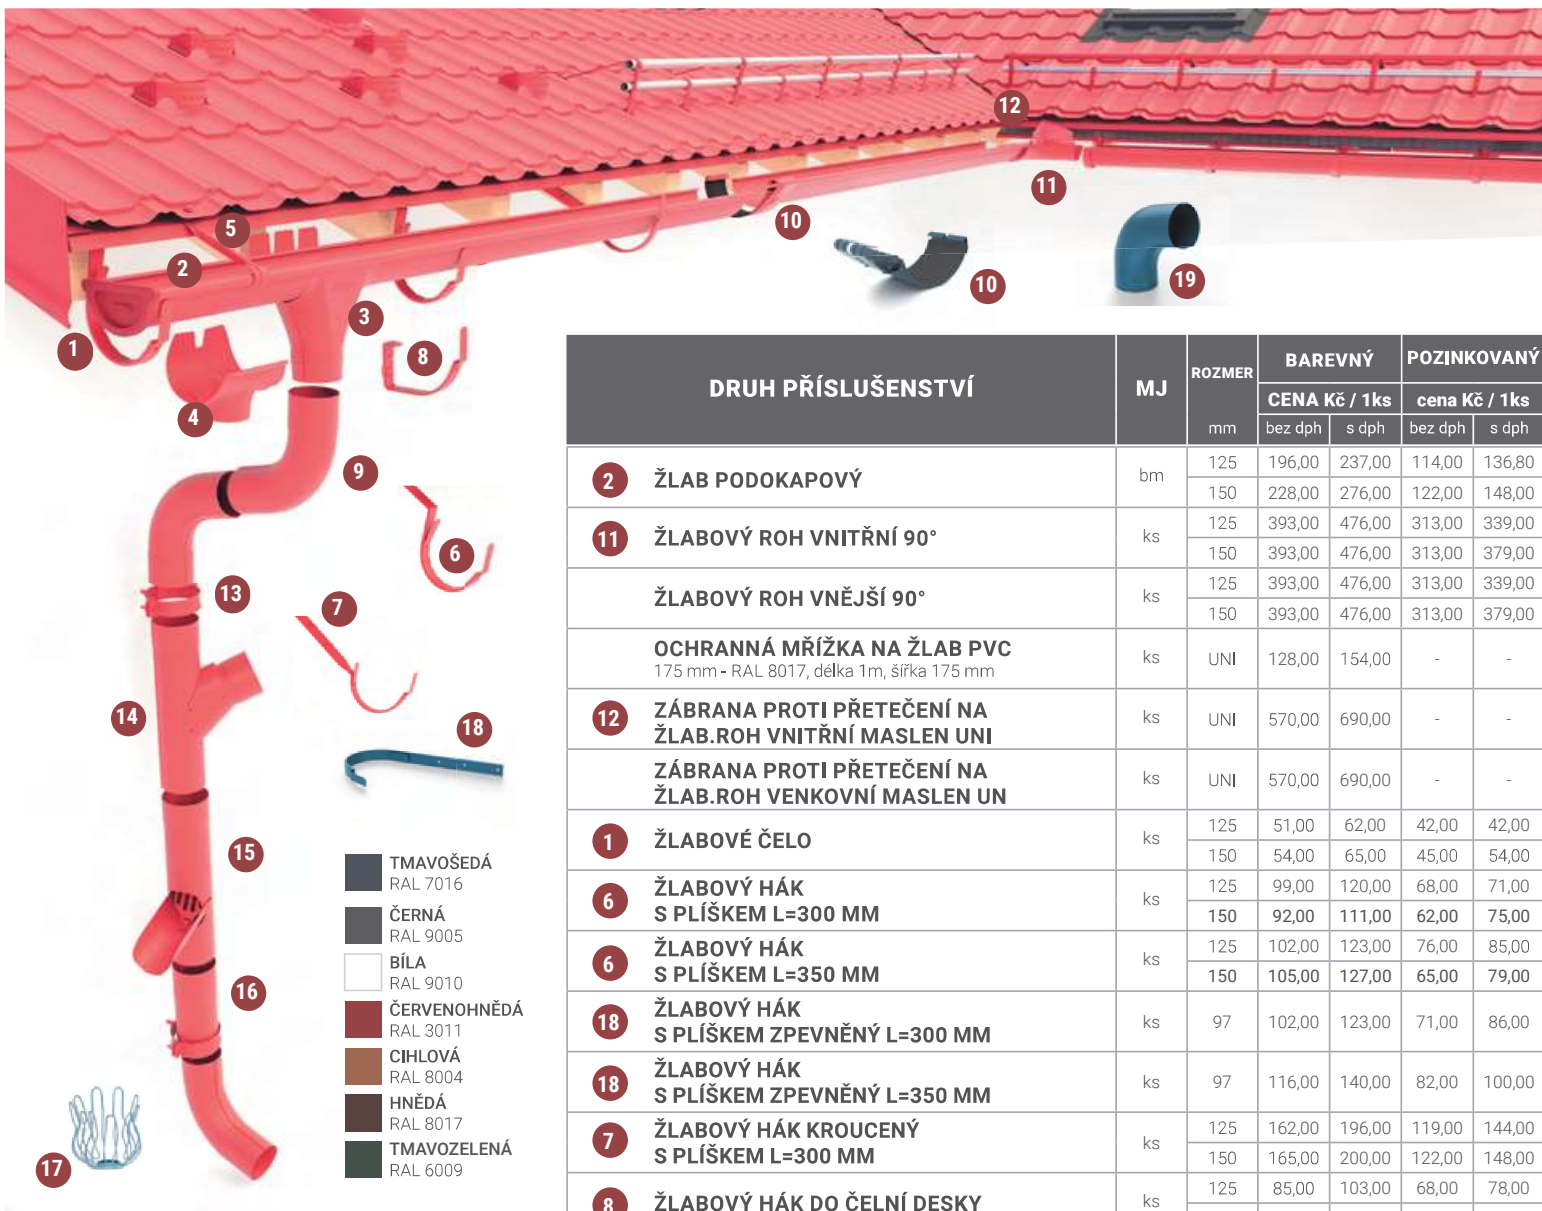 12
11
5
10
2
10
19
3
1
8
4
9
6
13
7
14
18
15
16
17
TMAVOŠEDÁ
RAL 7016
ČERNÁ
RAL 9005
BÍLA
RAL 9010
ČERVENOHNĚDÁ
RAL 3011
CIHLOVÁ
RAL 8004
HNĚDÁ
RAL 8017
TMAVOZELENÁ
RAL 6009
DRUH PŘÍSLUŠENSTVÍ MJ ROZMER BAREVNÝ POZINKOVANÝ
CENA Kč / 1ks cena Kč / 1ks
mm bez dph s dph bez dph s dph
2 ŽLAB PODOKAPOVÝ bm 125 196,00 237,00 114,00 136,80
150 228,00 276,00 122,00 148,00
11 ŽLABOVÝ ROH VNITŘNÍ 90° ks 125 393,00 476,00 313,00 339,00
150 393,00 476,00 313,00 379,00
ŽLABOVÝ ROH VNĚJŠÍ 90° ks 125 393,00 476,00 313,00 339,00
150 393,00 476,00 313,00 379,00
OCHRANNÁ MŘÍŽKA NA ŽLAB PVC ks UNI 128,00 154,00 - -
175 mm - RAL 8017, délka 1m, šířka 175 mm
12 ZÁBRANA PROTI PŘETEČENÍ NA ks UNI 570,00 690,00 - -
ŽLAB.ROH VNITŘNÍ MASLEN UNI
ZÁBRANA PROTI PŘETEČENÍ NA ks UNI 570,00 690,00 - -
ŽLAB.ROH VENKOVNÍ MASLEN UN
1 ŽLABOVÉ ČELO ks 125 51,00 62,00 42,00 42,00
150 54,00 65,00 45,00 54,00
6 ŽLABOVÝ HÁK ks 125 99,00 120,00 68,00 71,00
S PLÍŠKEM L=300 MM 150 92,00 111,00 62,00 75,00
6 ŽLABOVÝ HÁK ks 125 102,00 123,00 76,00 85,00
S PLÍŠKEM L=350 MM 150 105,00 127,00 65,00 79,00
18 ŽLABOVÝ HÁK ks 97 102,00 123,00 71,00 86,00
S PLÍŠKEM ZPEVNĚNÝ L=300 MM
18 ŽLABOVÝ HÁK ks 97 116,00 140,00 82,00 100,00
S PLÍŠKEM ZPEVNĚNÝ L=350 MM
7 ŽLABOVÝ HÁK KROUCENÝ ks 125 162,00 196,00 119,00 144,00
S PLÍŠKEM L=300 MM 150 165,00 200,00 122,00 148,00
8 ŽLABOVÝ HÁK DO ČELNÍ DESKY ks 125 85,00 103,00 68,00 78,00